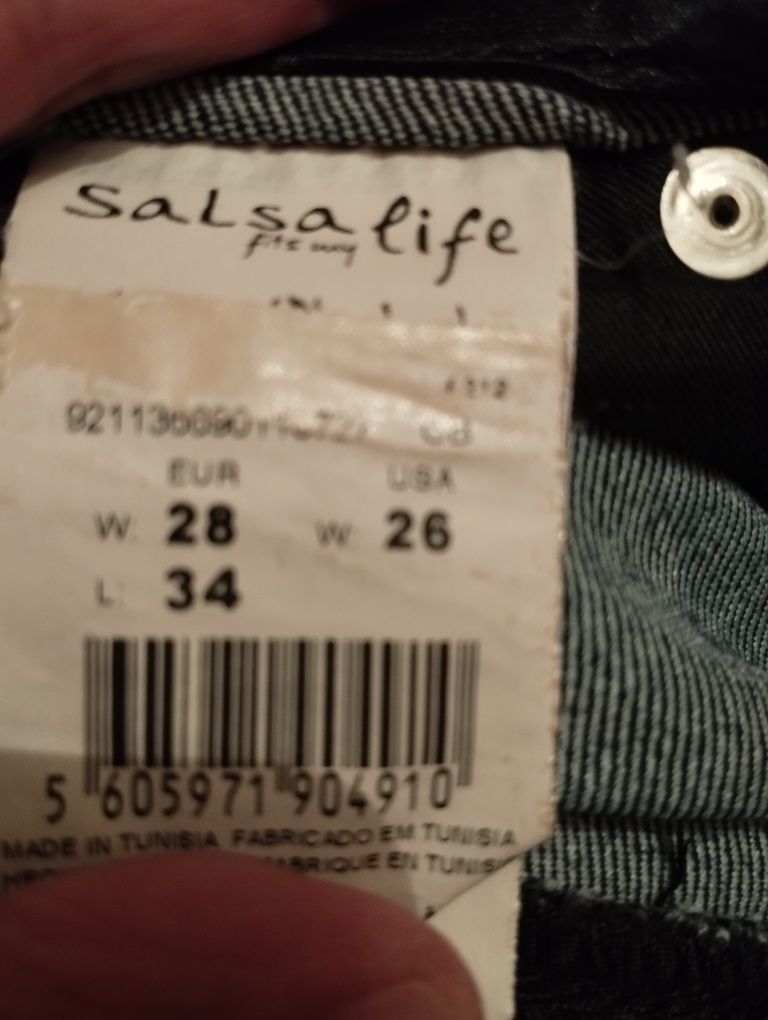 salsa life
fits any
EUR USA
W: 28 W: 26
L: 34
5 605971 904910
MADE IN TUNISIA FABRICADO EM TUNISIA
FABRIQUE EN TUNISIE